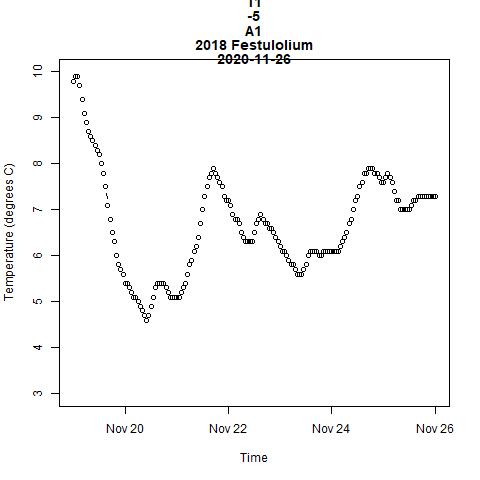 T1
-5
A1
2018 Festulolium
2020-11-26
10
9
8
7
6
5
4
3
Temperature (degrees C)
Nov 20
Nov 22
Nov 24
Nov 26
Time